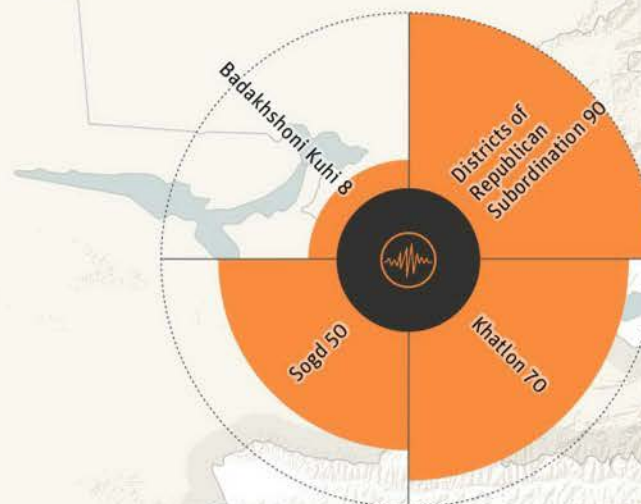 Badakhshoni Kuhi 8
Districts of
Republican
Subordination 90
Sogd 50
Khatlon 70